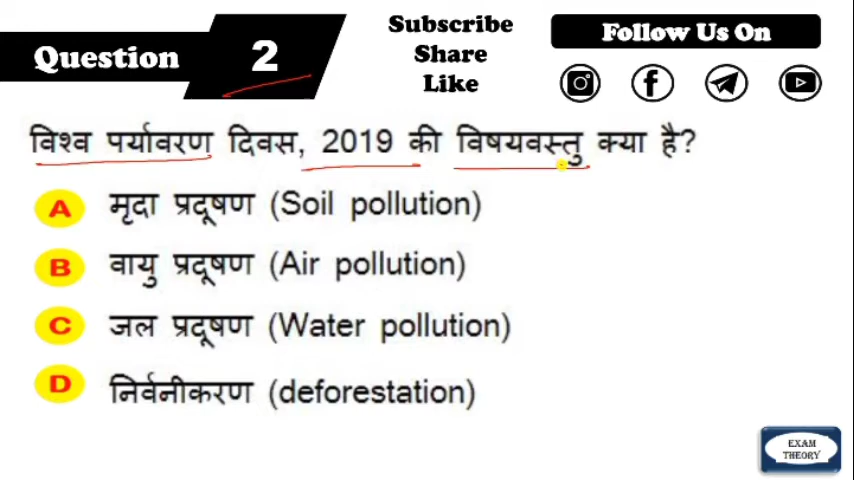 Question 2
Subscribe
Share
Like
Follow Us On
विश्व पर्यावरण दिवस, 2019 की विषयवस्तु क्या है?
A मृदा प्रदूषण (Soil pollution)
B वायु प्रदूषण (Air pollution)
C जल प्रदूषण (Water pollution)
D निर्वनीकरण (deforestation)
EXAM
THEORY